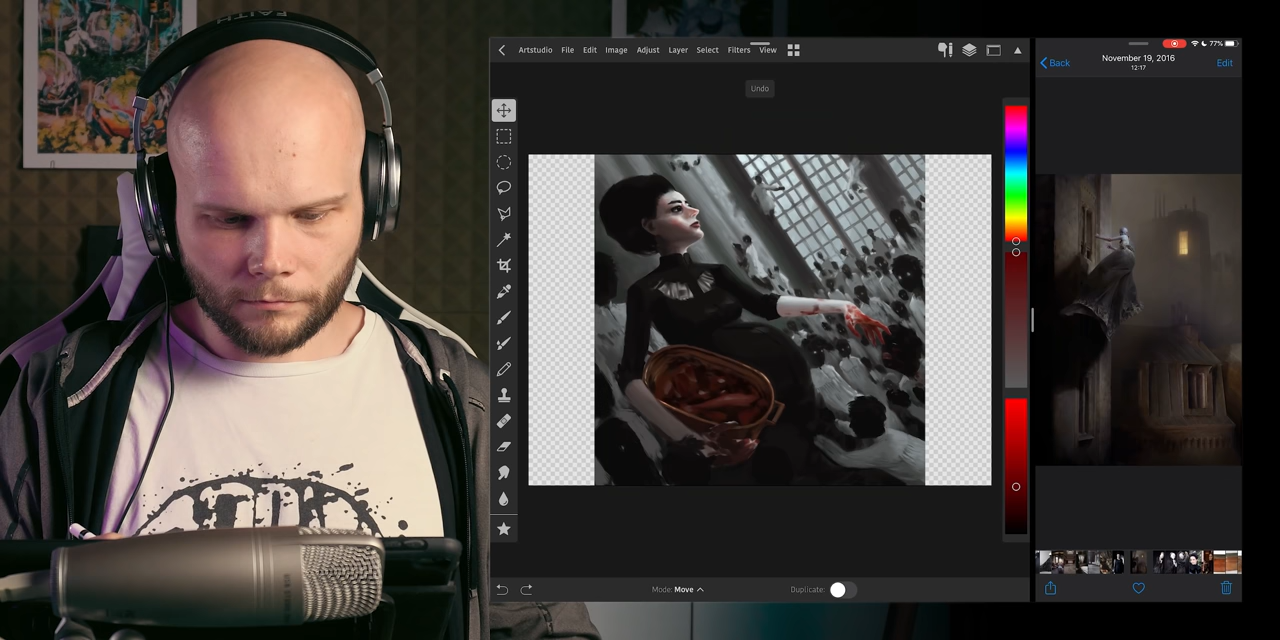 FAITH
Artstudio File Edit Image Adjust Layer Select Filters View
Undo
Mode: Move
Duplicate:
77%
Back
November 19, 2016
12:17
Edit